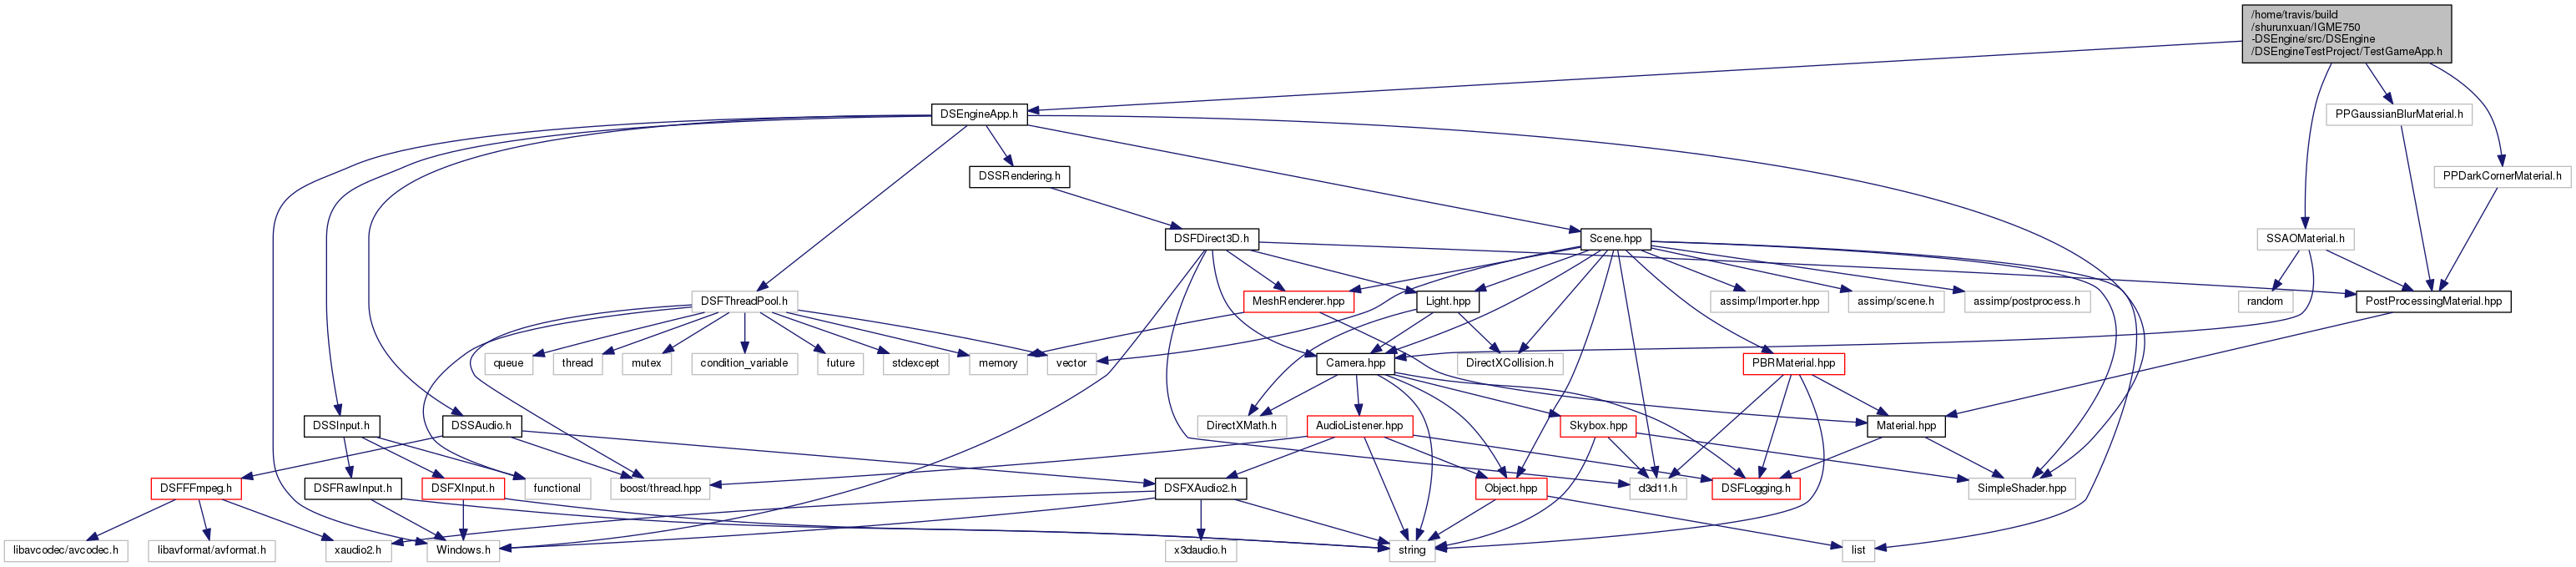 /home/travis/build
/shurunxuan/IGME750
-DSEngine/src/DSEngine
/DSEngineTestProject/TestGameApp.h
DSEngineApp.h
PPGaussianBlurMaterial.h
DSSRendering.h
PPDarkCornerMaterial.h
DSFDirect3D.h
Scene.hpp
SSAOMaterial.h
DSFThreadPool.h
MeshRenderer.hpp
Light.hpp
assimp/Importer.hpp
assimp/scene.h
assimp/postprocess.h
random
PostProcessingMaterial.hpp
queue
thread
mutex
condition_variable
future
stdexcept
memory
vector
Camera.hpp
DirectXCollision.h
PBRMaterial.hpp
DSSInput.h
DSSAudio.h
DirectXMath.h
AudioListener.hpp
Skybox.hpp
Material.hpp
DSFFFmpeg.h
DSFRawInput.h
DSFXInput.h
functional
boost/thread.hpp
DSFXAudio2.h
Object.hpp
d3d11.h
DSFLogging.h
SimpleShader.hpp
libavcodec/avcodec.h
libavformat/avformat.h
xaudio2.h
Windows.h
x3daudio.h
string
list